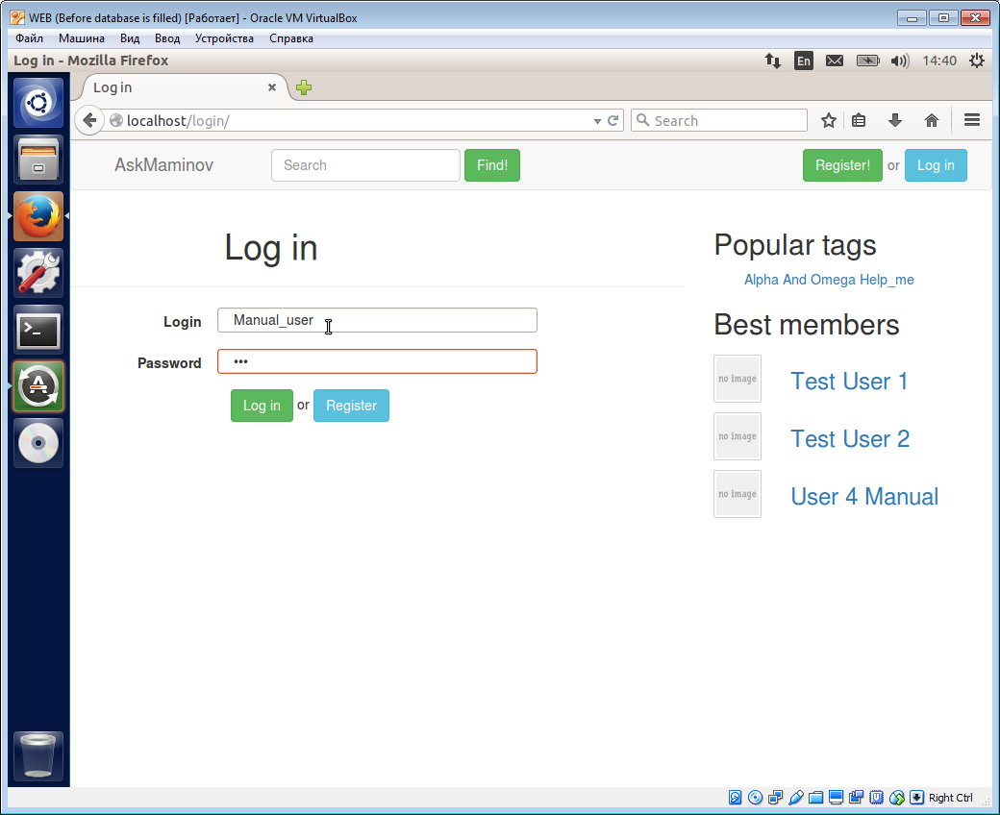 WEB (Before database is filled) [Работает] - Oracle VM VirtualBox
Файл Машина Вид Ввод Устройства Справка
Log in - Mozilla Firefox En 14:40
Log in
localhost/login/ Search
AskMaminov Search Find! Register! or Log in
Log in
Login Manual_user
Password •••
Log in or Register
Popular tags
Alpha And Omega Help_me
Best members
no image Test User 1
no image Test User 2
no image User 4 Manual
Right Ctrl